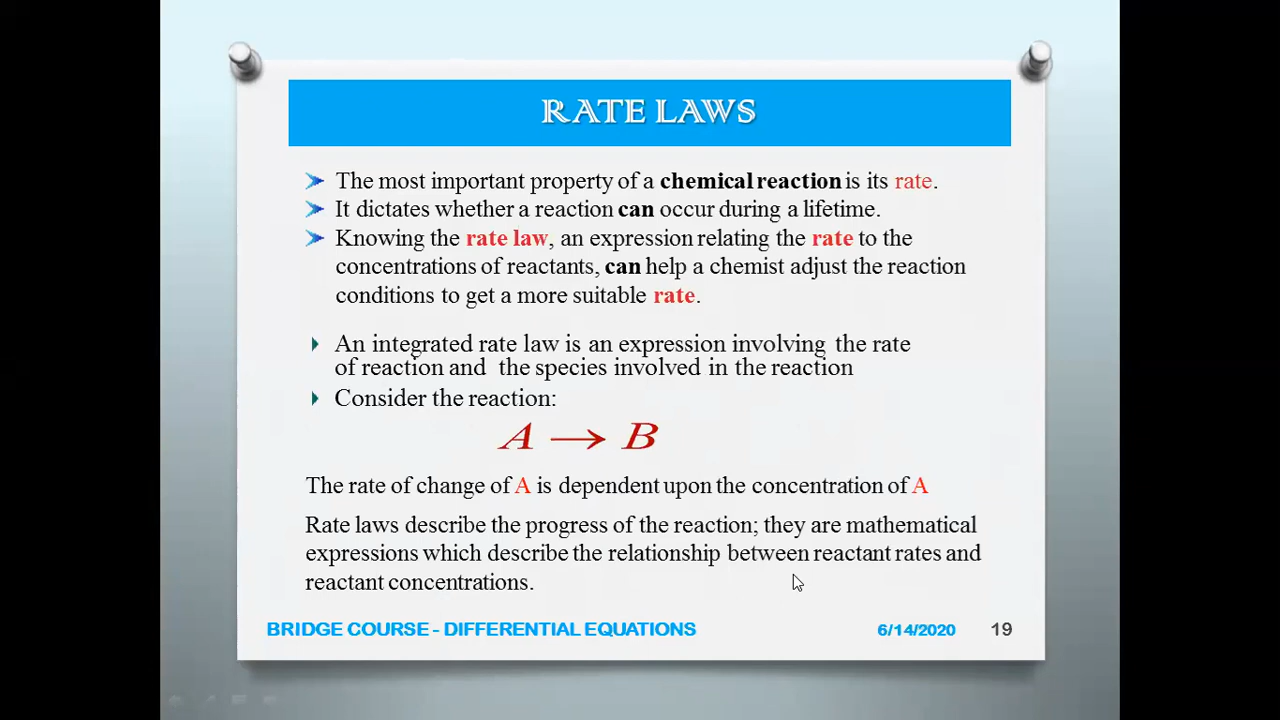 RATE LAWS
The most important property of a chemical reaction is its rate.
It dictates whether a reaction can occur during a lifetime.
Knowing the rate law, an expression relating the rate to the
concentrations of reactants, can help a chemist adjust the reaction
conditions to get a more suitable rate.
An integrated rate law is an expression involving the rate
of reaction and the species involved in the reaction
Consider the reaction:
A → B
The rate of change of A is dependent upon the concentration of A
Rate laws describe the progress of the reaction; they are mathematical
expressions which describe the relationship between reactant rates and
reactant concentrations.
BRIDGE COURSE - DIFFERENTIAL EQUATIONS 6/14/2020 19